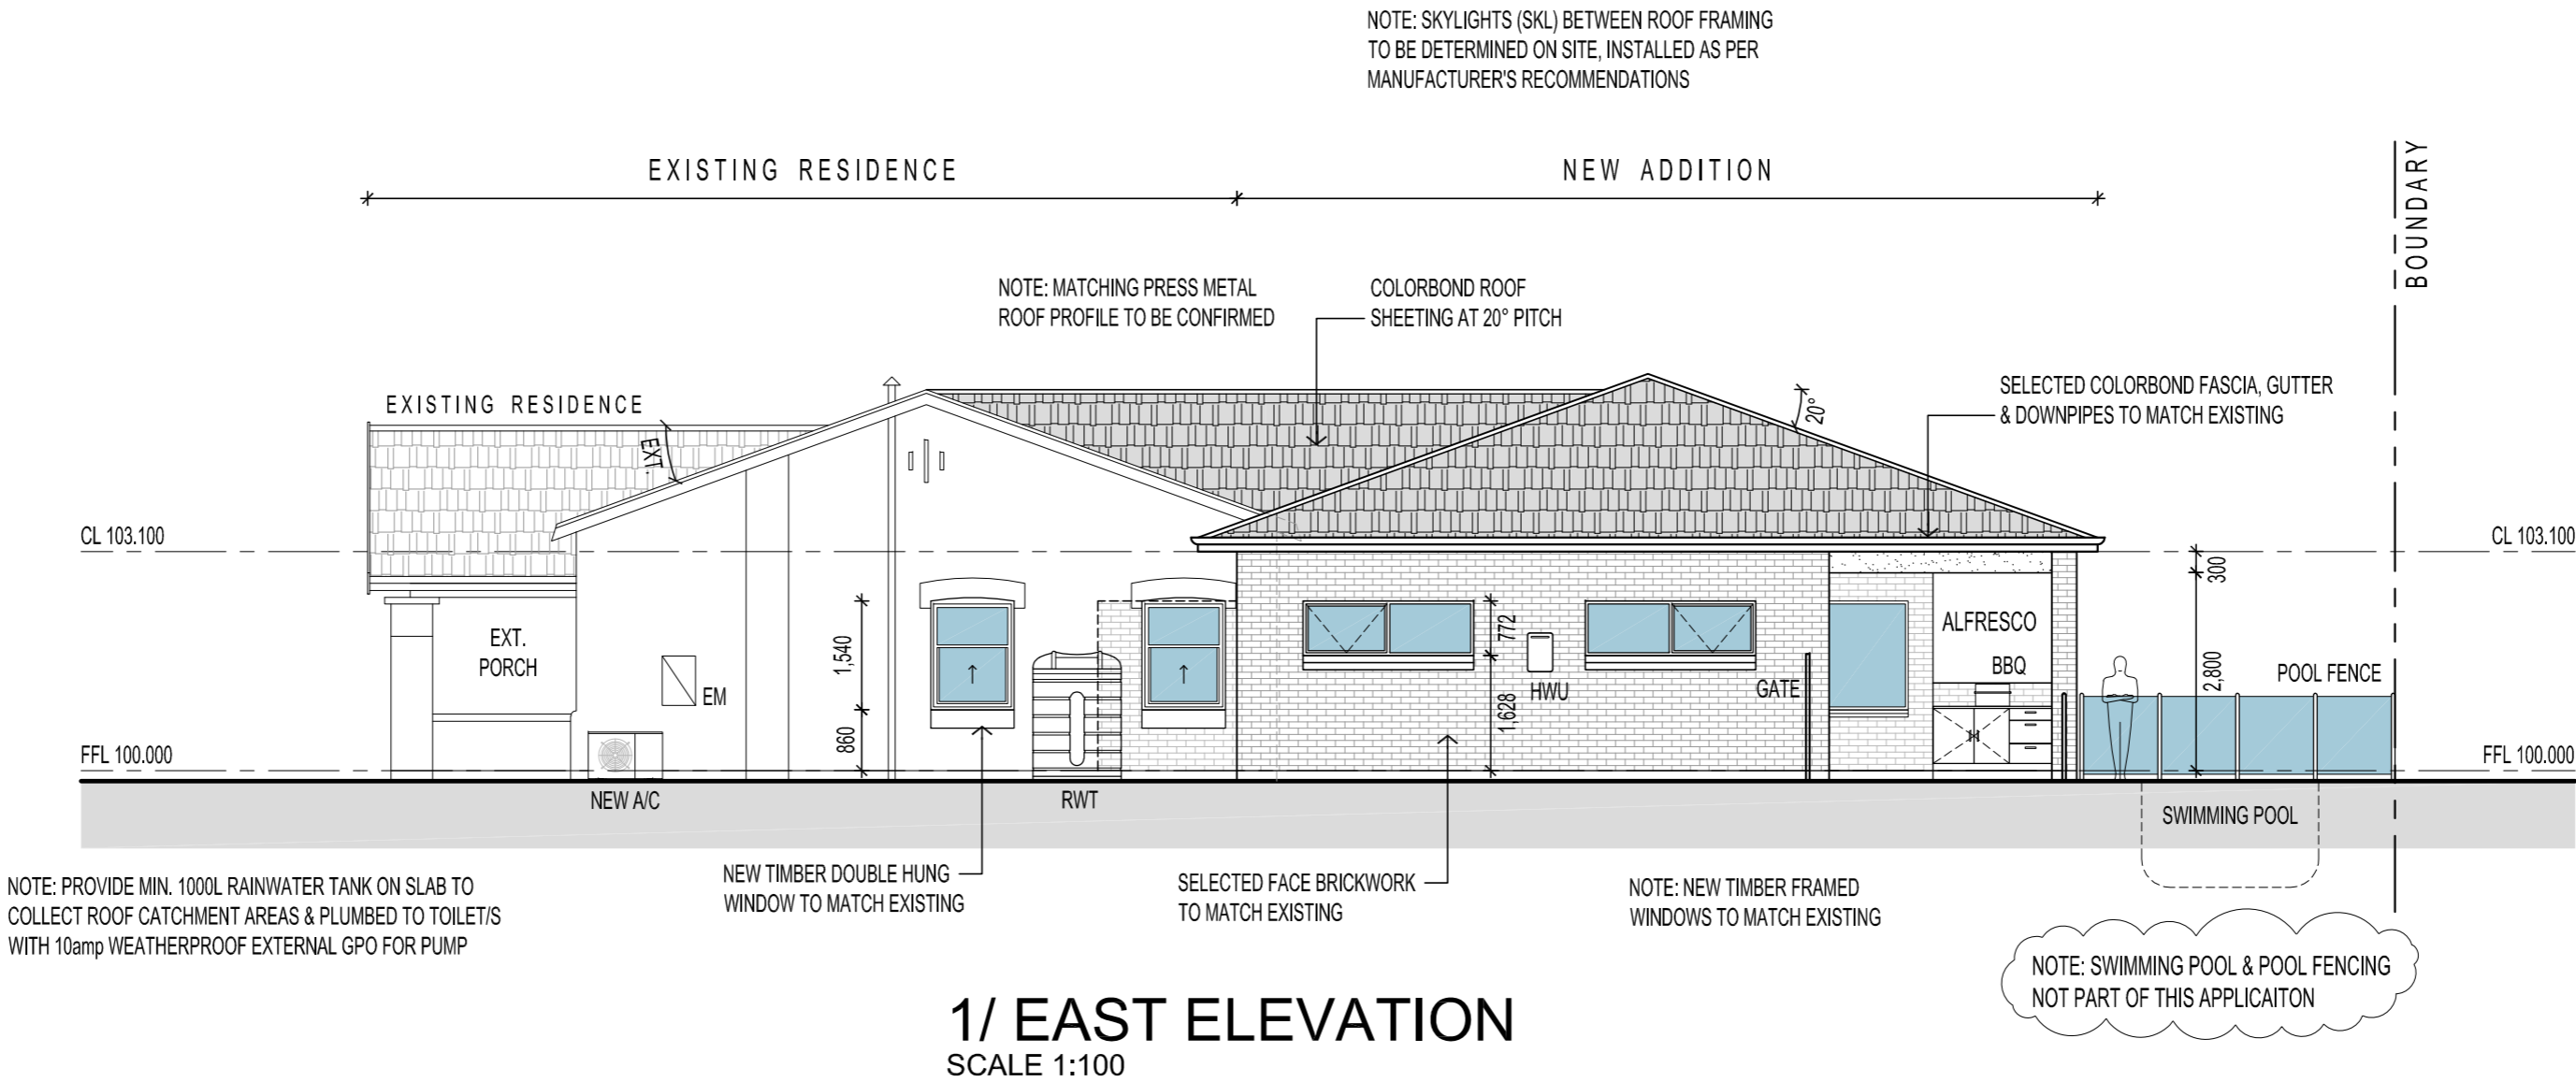 NOTE: SKYLIGHTS (SKL) BETWEEN ROOF FRAMING
TO BE DETERMINED ON SITE, INSTALLED AS PER
MANUFACTURER'S RECOMMENDATIONS
EXISTING RESIDENCE
NEW ADDITION
BOUNDARY
NOTE: MATCHING PRESS METAL
ROOF PROFILE TO BE CONFIRMED
COLORBOND ROOF
SHEETING AT 20° PITCH
EXISTING RESIDENCE
EXT.
20°
SELECTED COLORBOND FASCIA, GUTTER
& DOWNPIPES TO MATCH EXISTING
CL 103.100
CL 103.100
300
EXT.
PORCH
EM
1,540
860
772
1,628
HWU
GATE
ALFRESCO
BBQ
2,800
POOL FENCE
FFL 100.000
FFL 100.000
NEW A/C
RWT
SWIMMING POOL
NOTE: PROVIDE MIN. 1000L RAINWATER TANK ON SLAB TO
COLLECT ROOF CATCHMENT AREAS & PLUMBED TO TOILET/S
WITH 10amp WEATHERPROOF EXTERNAL GPO FOR PUMP
NEW TIMBER DOUBLE HUNG
WINDOW TO MATCH EXISTING
SELECTED FACE BRICKWORK
TO MATCH EXISTING
NOTE: NEW TIMBER FRAMED
WINDOWS TO MATCH EXISTING
NOTE: SWIMMING POOL & POOL FENCING
NOT PART OF THIS APPLICAITON
1/ EAST ELEVATION
SCALE 1:100